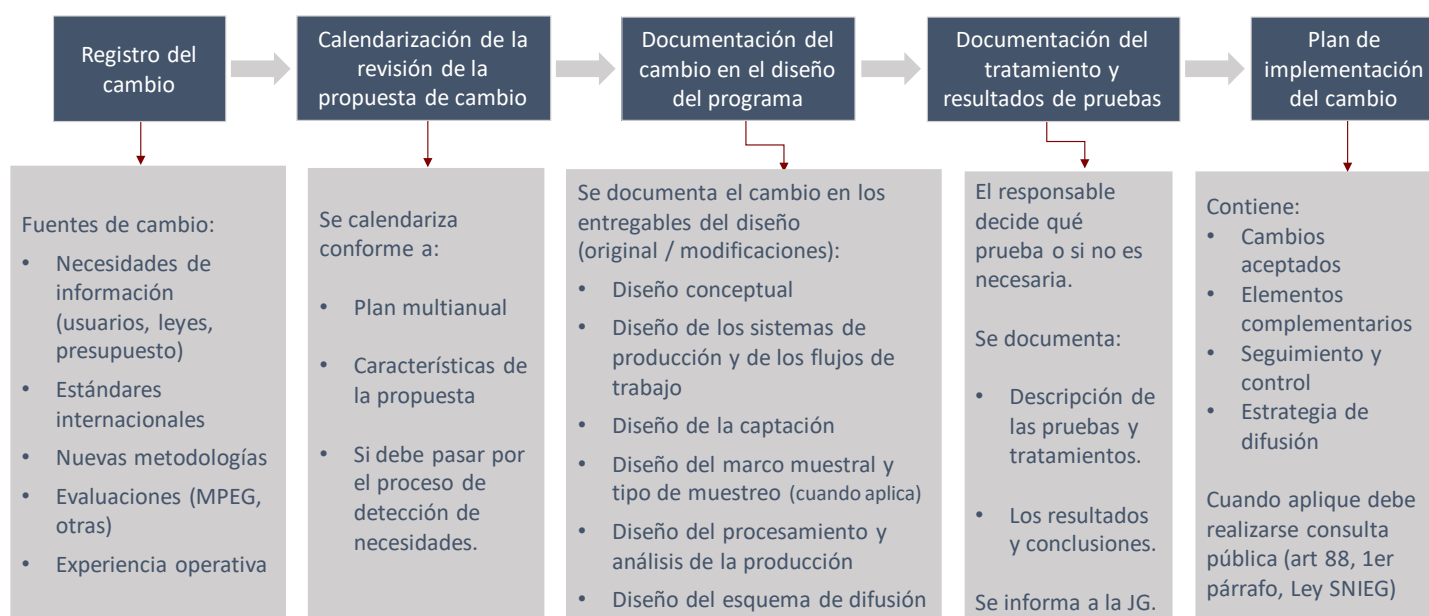 Registro del
cambio
Calendarización de la
revisión de la
propuesta de cambio
Documentación del
cambio en el diseño
del programa
Documentación del
tratamiento y
resultados de pruebas
Plan de
implementación
del cambio
Fuentes de cambio:
• Necesidades de
información
(usuarios, leyes,
presupuesto)
• Estándares
internacionales
• Nuevas metodologías
• Evaluaciones (MPEG,
otras)
• Experiencia operativa
Se calendariza
conforme a:
• Plan multianual
• Características de
la propuesta
• Si debe pasar por
el proceso de
detección de
necesidades.
Se documenta el cambio en los
entregables del diseño
(original / modificaciones):
• Diseño conceptual
• Diseño de los sistemas de
producción y de los flujos de
trabajo
• Diseño de la captación
• Diseño del marco muestral y
tipo de muestreo (cuando aplica)
• Diseño del procesamiento y
análisis de la producción
• Diseño del esquema de difusión
El responsable
decide qué
prueba o si no es
necesaria.
Se documenta:
• Descripción de
las pruebas y
tratamientos.
• Los resultados
y conclusiones.
Se informa a la JG.
Contiene:
• Cambios
aceptados
• Elementos
complementarios
• Seguimiento y
control
• Estrategia de
difusión
Cuando aplique debe
realizarse consulta
pública (art 88, 1er
párrafo, Ley SNIEG)